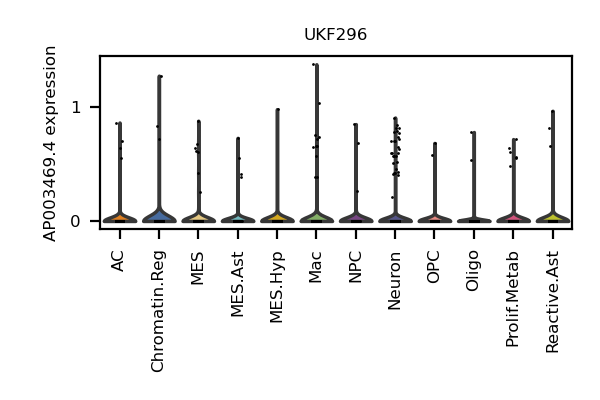 UKF296
AP003469.4 expression
1
0
AC
Chromatin.Reg
MES
MES.Ast
MES.Hyp
Mac
NPC
Neuron
OPC
Oligo
Prolif.Metab
Reactive.Ast